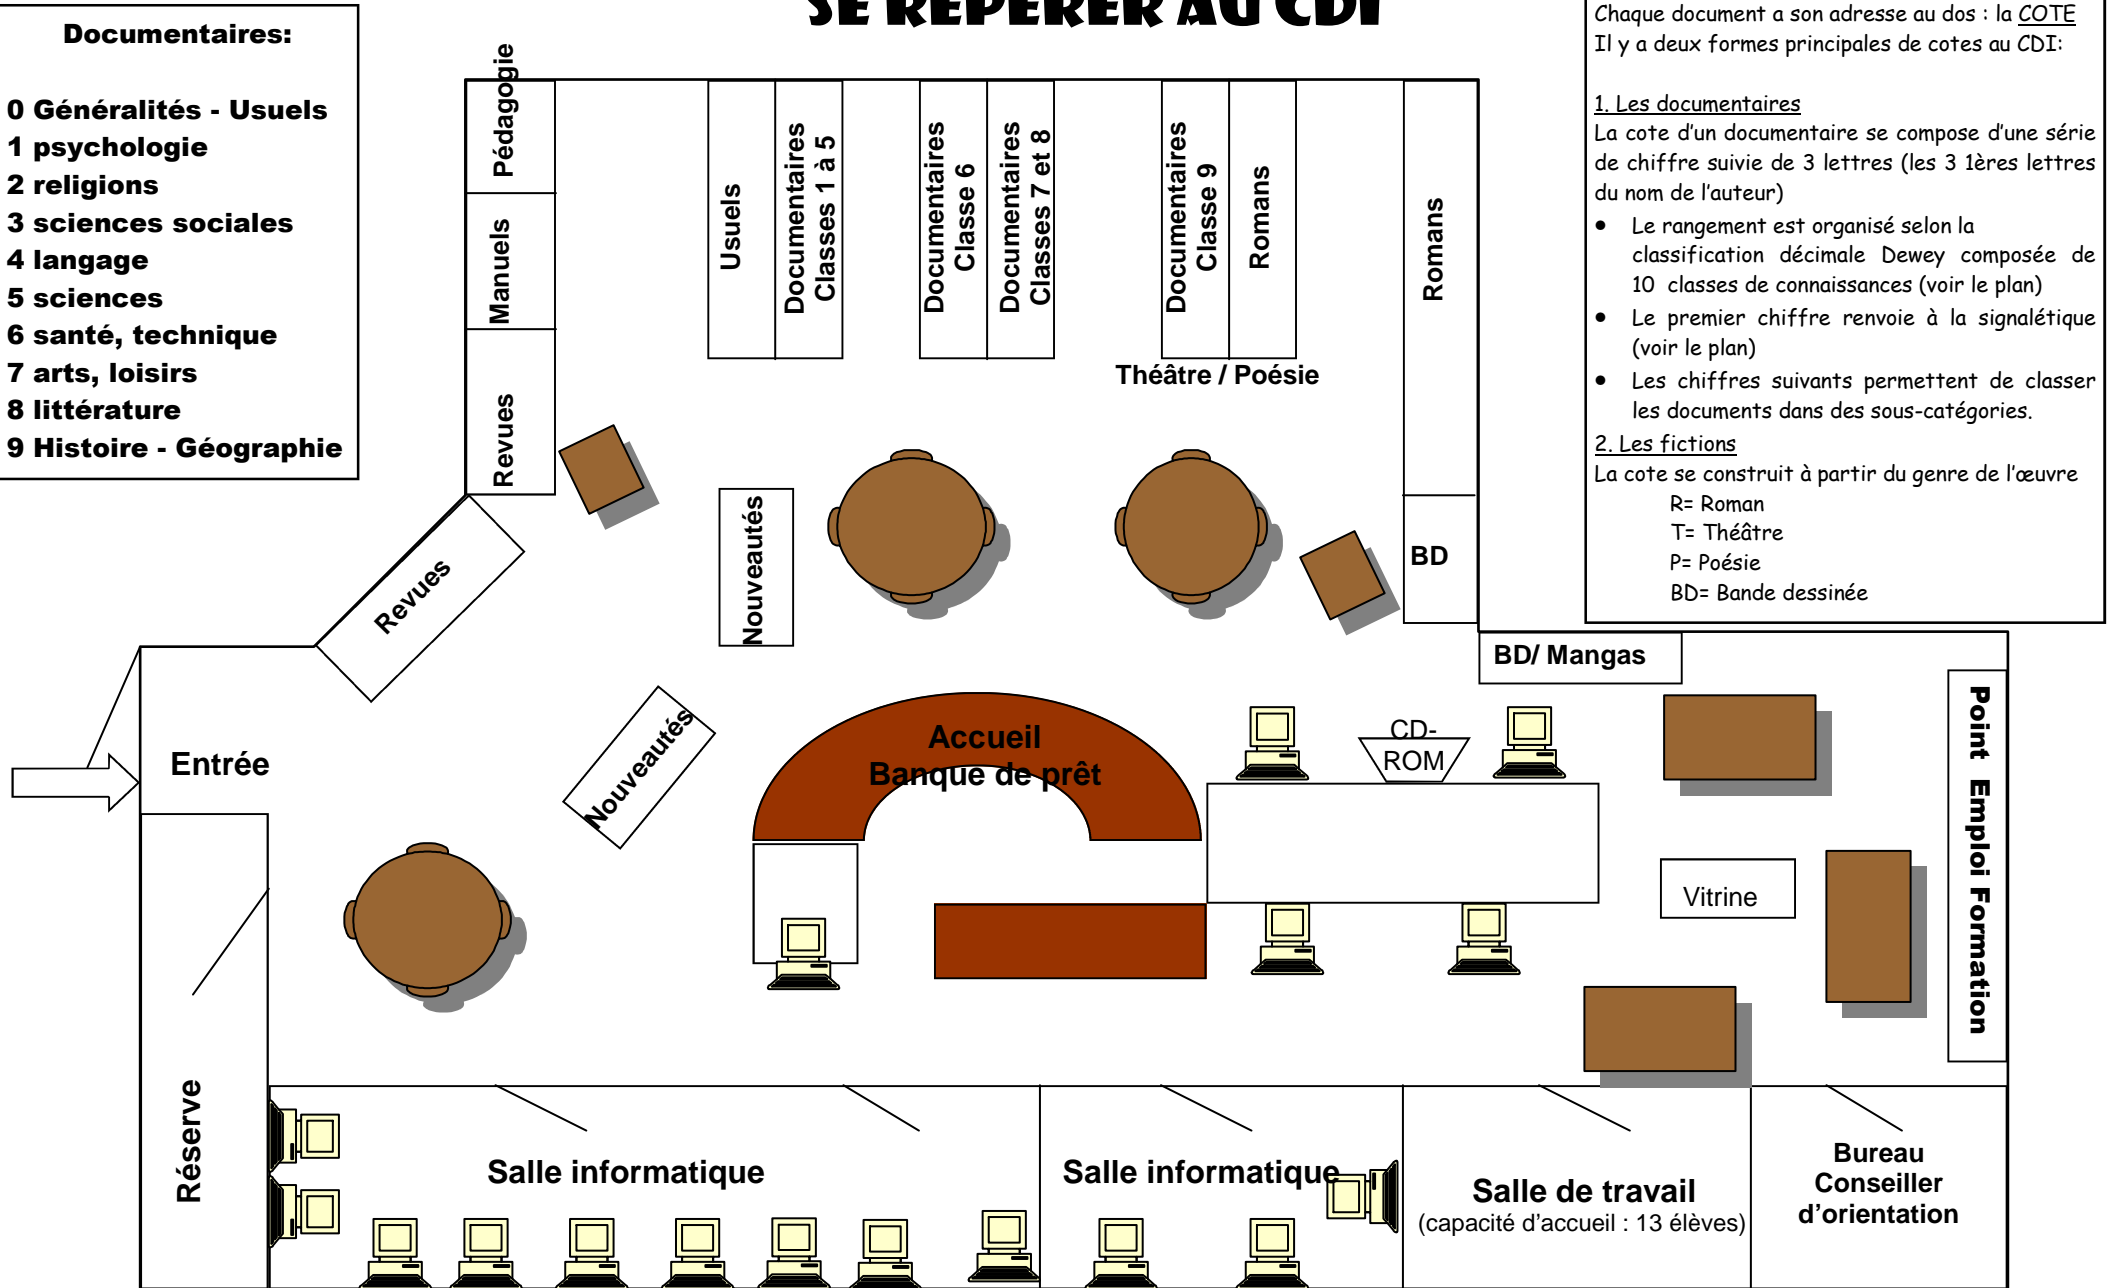 SE REPERER AU CDI
Documentaires:
0 Généralités - Usuels
1 psychologie
2 religions
3 sciences sociales
4 langage
5 sciences
6 santé, technique
7 arts, loisirs
8 littérature
9 Histoire - Géographie
Chaque document a son adresse au dos : la COTE
Il y a deux formes principales de cotes au CDI:
1. Les documentaires
La cote d'un documentaire se compose d'une série
de chiffre suivie de 3 lettres (les 3 1ères lettres
du nom de l'auteur)
• Le rangement est organisé selon la
classification décimale Dewey composée de
10 classes de connaissances (voir le plan)
• Le premier chiffre renvoie à la signalétique
(voir le plan)
• Les chiffres suivants permettent de classer
les documents dans des sous-catégories.
2. Les fictions
La cote se construit à partir du genre de l'œuvre
R= Roman
T= Théâtre
P= Poésie
BD= Bande dessinée
Pédagogie
Manuels
Revues
Revues
Usuels
Documentaires
Classes 1 à 5
Documentaires
Classe 6
Documentaires
Classes 7 et 8
Documentaires
Classe 9
Romans
Théâtre / Poésie
Romans
BD
BD/ Mangas
Nouveautés
Nouveautés
Entrée
Accueil
Banque de prêt
CD-
ROM
Vitrine
Point Emploi Formation
Réserve
Salle informatique
Salle informatique
Salle de travail
(capacité d'accueil : 13 élèves)
Bureau
Conseiller
d'orientation